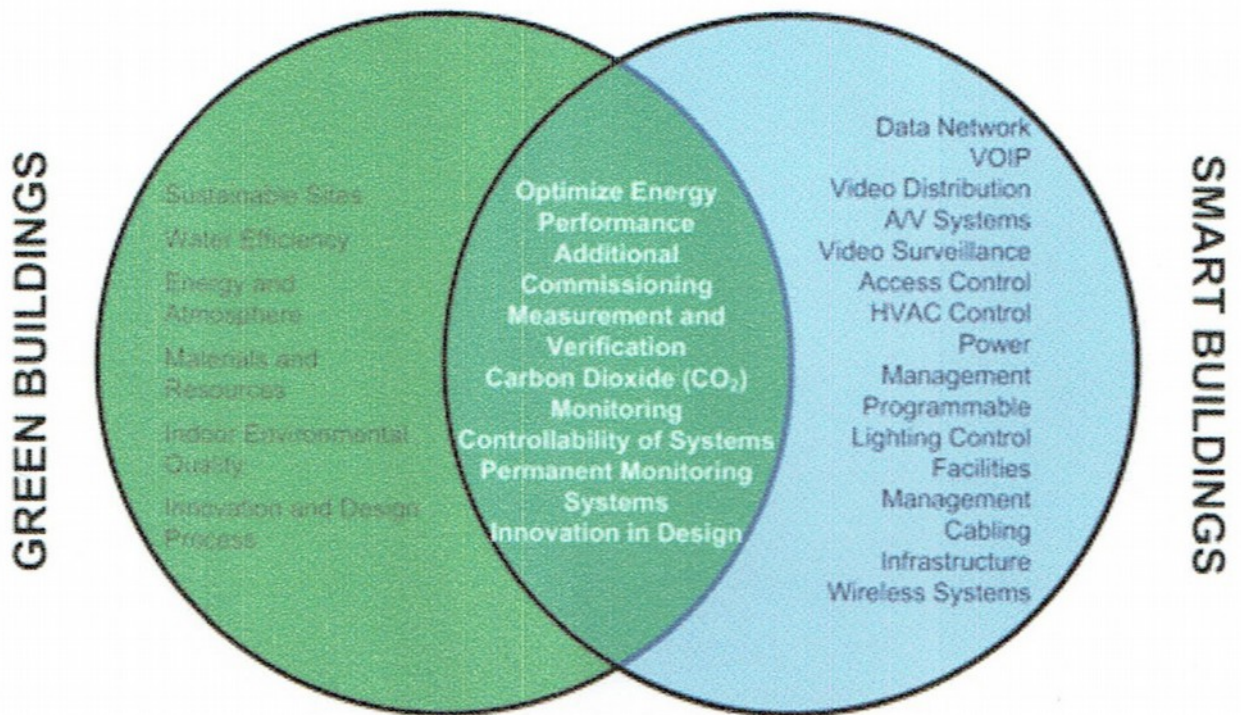 GREEN BUILDINGS
Sustainable Sites
Water Efficiency
Energy and
Atmosphere
Materials and
Resources
Indoor Environmental
Quality
Innovation and Design
Process
Optimize Energy
Performance
Additional
Commissioning
Measurement and
Verification
Carbon Dioxide (CO₂)
Monitoring
Controllability of Systems
Permanent Monitoring
Systems
Innovation in Design
Data Network
VOIP
Video Distribution
A/V Systems
Video Surveillance
Access Control
HVAC Control
Power
Management
Programmable
Lighting Control
Facilities
Management
Cabling
Infrastructure
Wireless Systems
SMART BUILDINGS